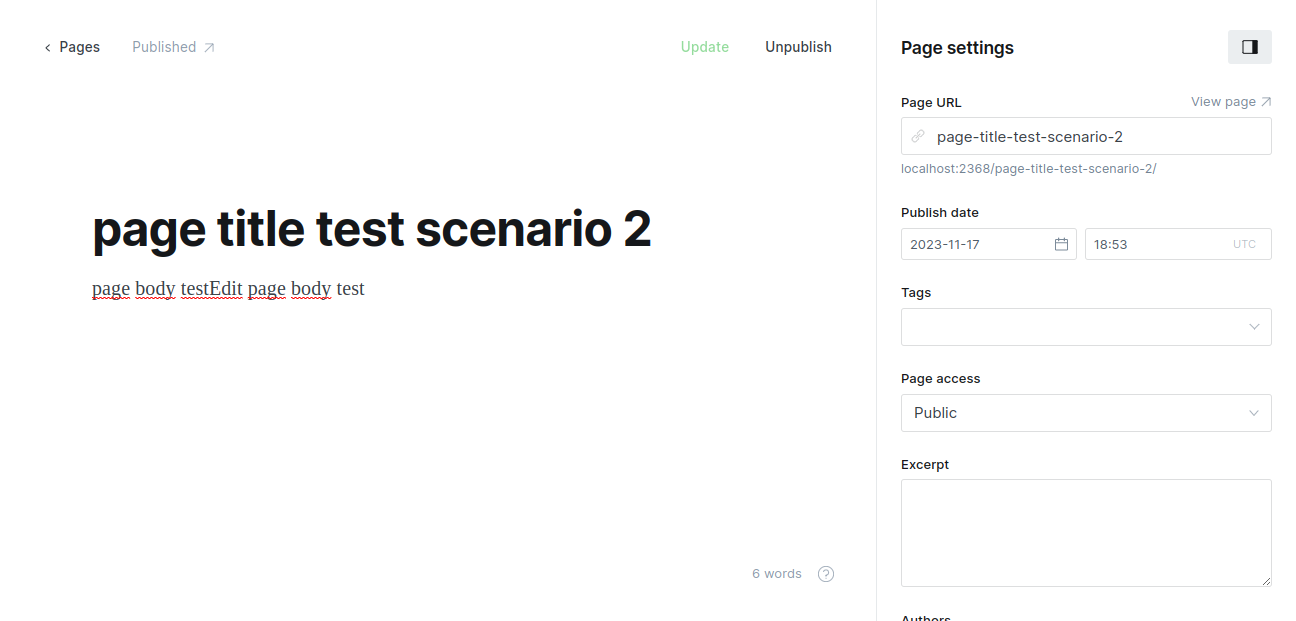 Pages
Published
Update
Unpublish
page title test scenario 2
page body testEdit page body test
6 words
Page settings
Page URL
View page
page-title-test-scenario-2
localhost:2368/page-title-test-scenario-2/
Publish date
2023-11-17
18:53
UTC
Tags
Page access
Public
Excerpt
Authors